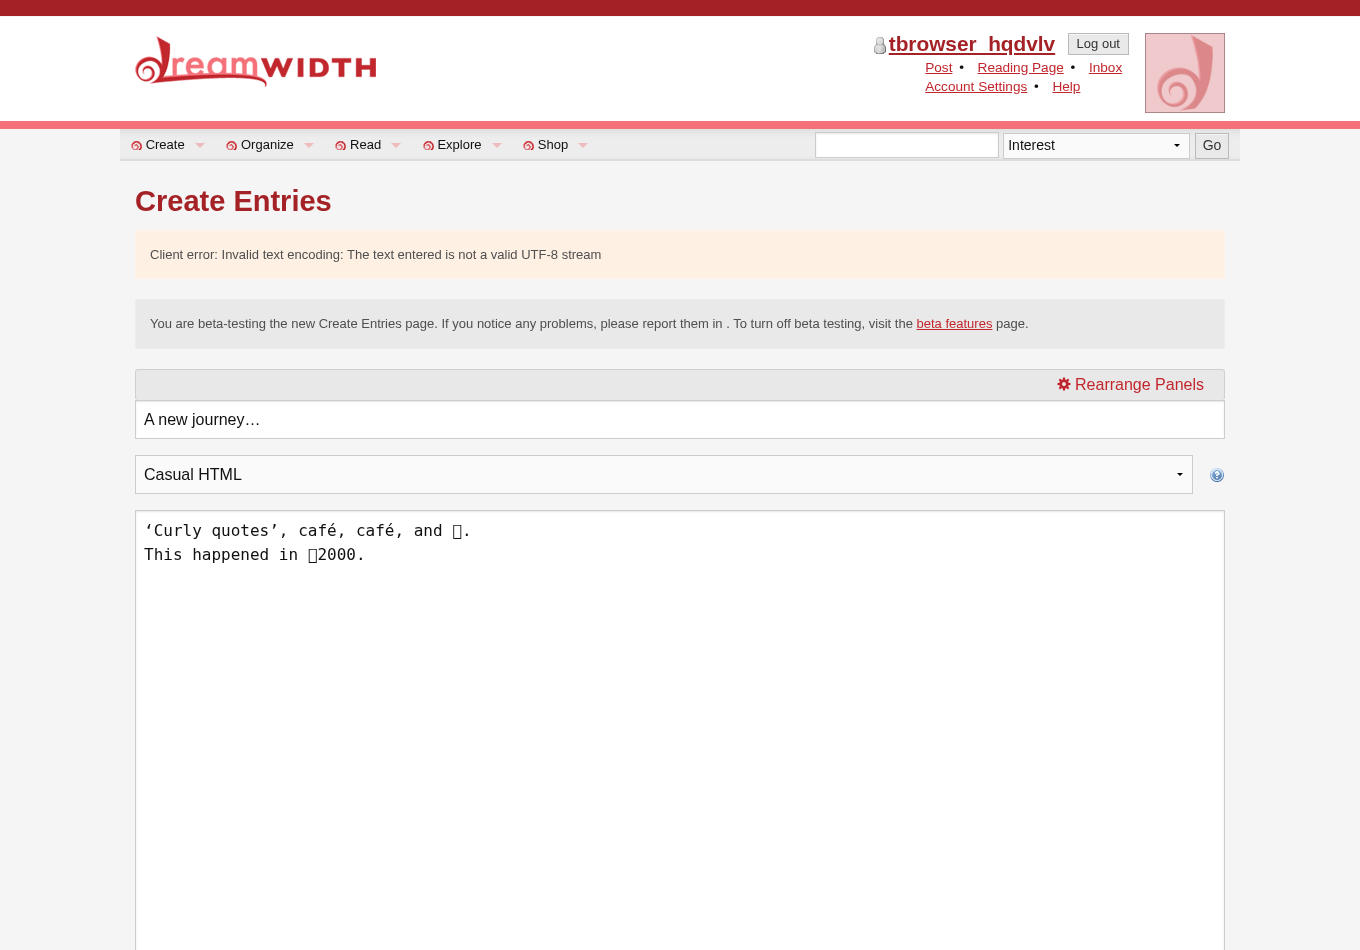 dreamWIDTH
tbrowser_hqdvlv Log out
Post • Reading Page • Inbox
Account Settings • Help
Create Organize Read Explore Shop Interest Go
Create Entries
Client error: Invalid text encoding: The text entered is not a valid UTF-8 stream
You are beta-testing the new Create Entries page. If you notice any problems, please report them in . To turn off beta testing, visit the beta features page.
Rearrange Panels
A new journey…
Casual HTML
‘Curly quotes’, café, café, and .
This happened in 2000.